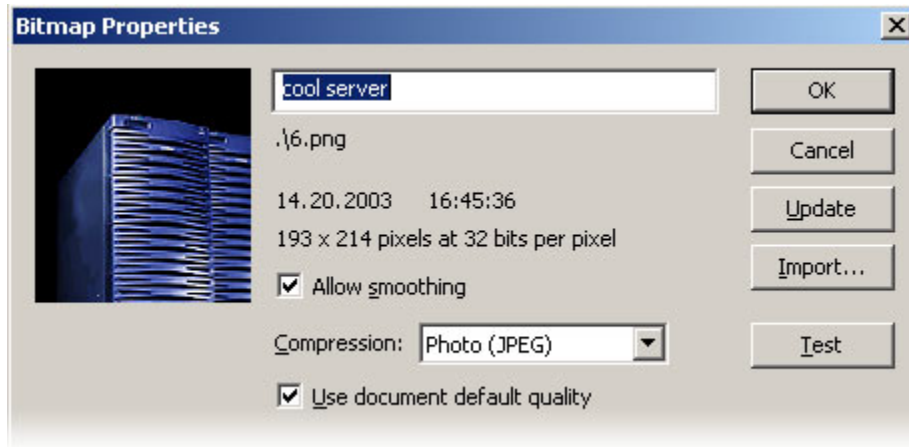 Bitmap Properties
cool server
OK
.\6.png
Cancel
14.20.2003 16:45:36
Update
193 x 214 pixels at 32 bits per pixel
Import...
Allow smoothing
Compression: Photo (JPEG)
Test
Use document default quality